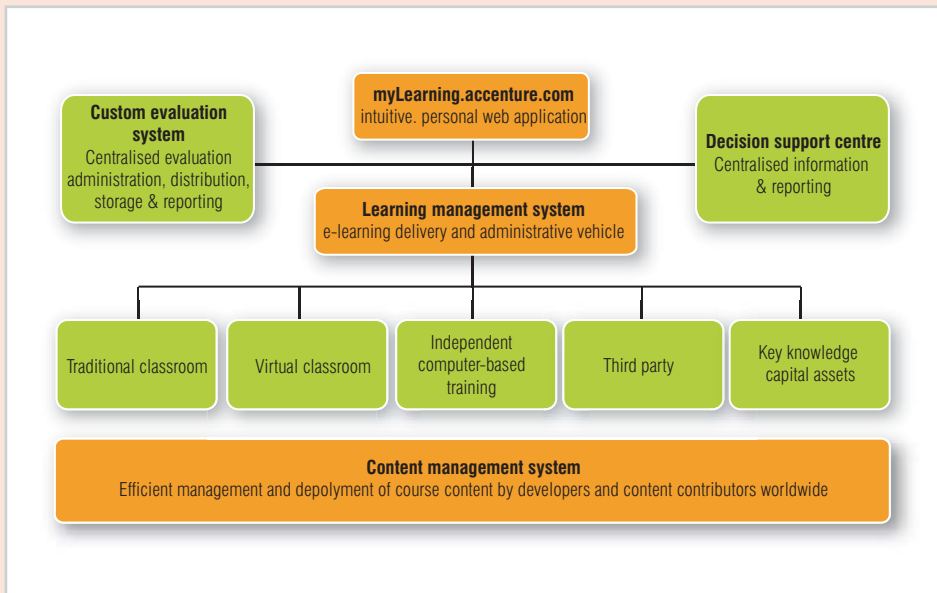 myLearning.accenture.com
intuitive. personal web application
Custom evaluation
system
Centralised evaluation
administration, distribution,
storage & reporting
Decision support centre
Centralised information
& reporting
Learning management system
e-learning delivery and administrative vehicle
Traditional classroom
Virtual classroom
Independent
computer-based
training
Third party
Key knowledge
capital assets
Content management system
Efficient management and depolyment of course content by developers and content contributors worldwide